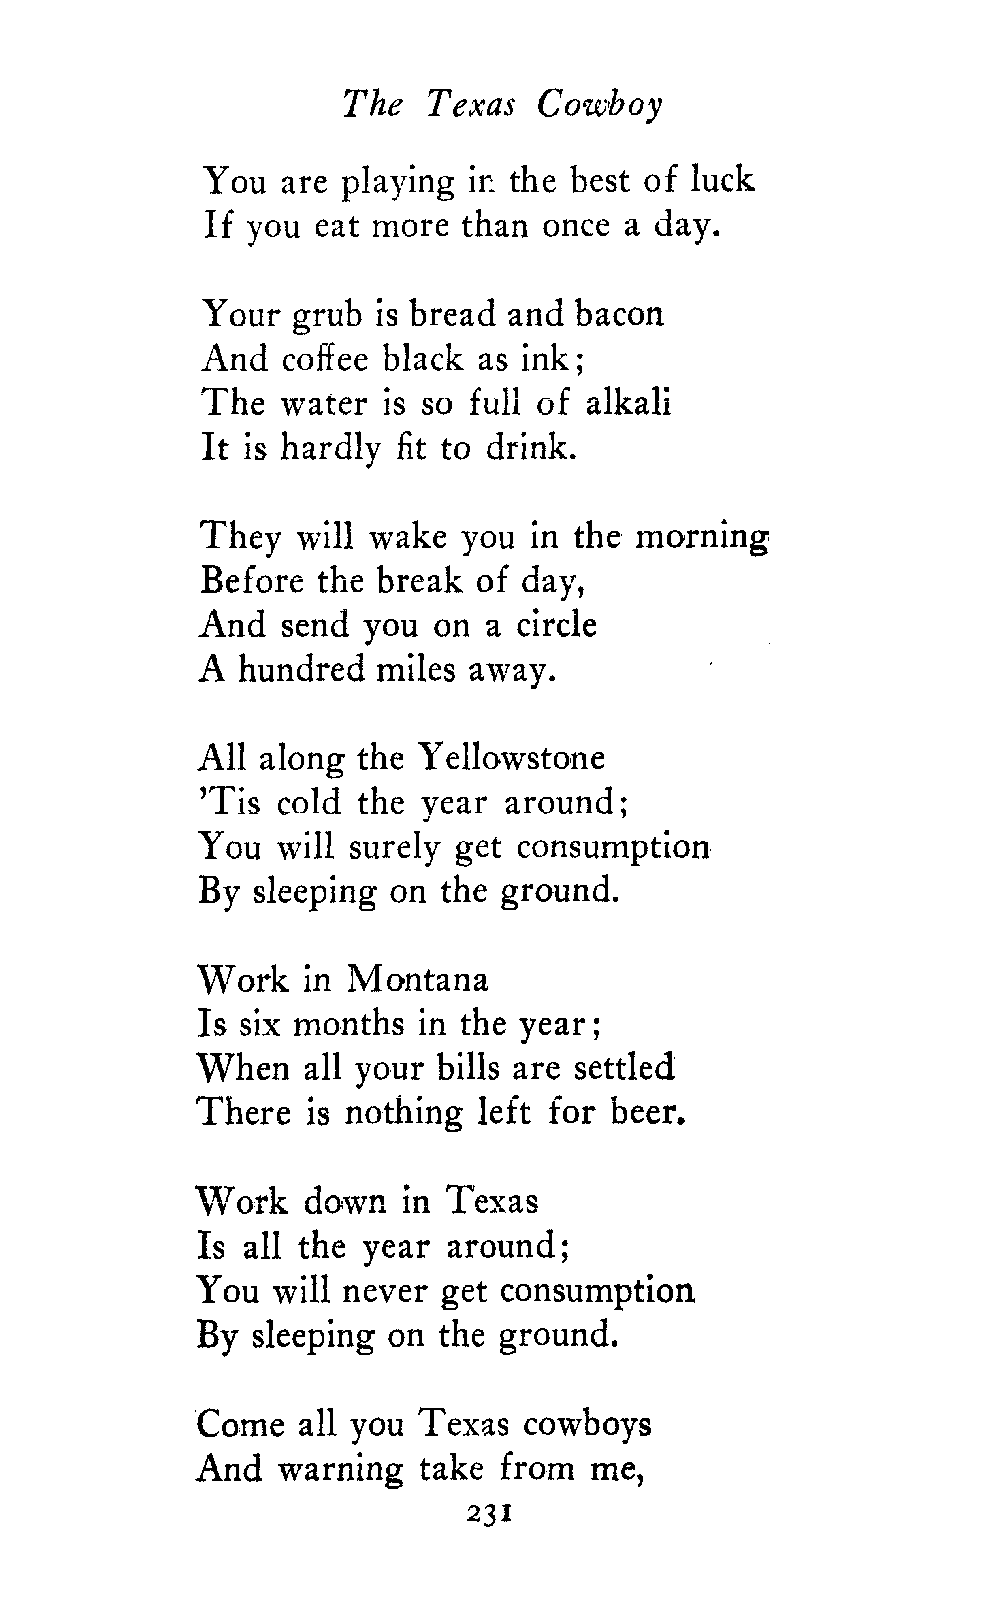 The Texas Cowboy
You are playing in the best of luck
If you eat more than once a day.
Your grub is bread and bacon
And coffee black as ink;
The water is so full of alkali
It is hardly fit to drink.
They will wake you in the morning
Before the break of day,
And send you on a circle
A hundred miles away.
All along the Yellowstone
'Tis cold the year around;
You will surely get consumption
By sleeping on the ground.
Work in Montana
Is six months in the year;
When all your bills are settled
There is nothing left for beer.
Work down in Texas
Is all the year around;
You will never get consumption
By sleeping on the ground.
Come all you Texas cowboys
And warning take from me,
231